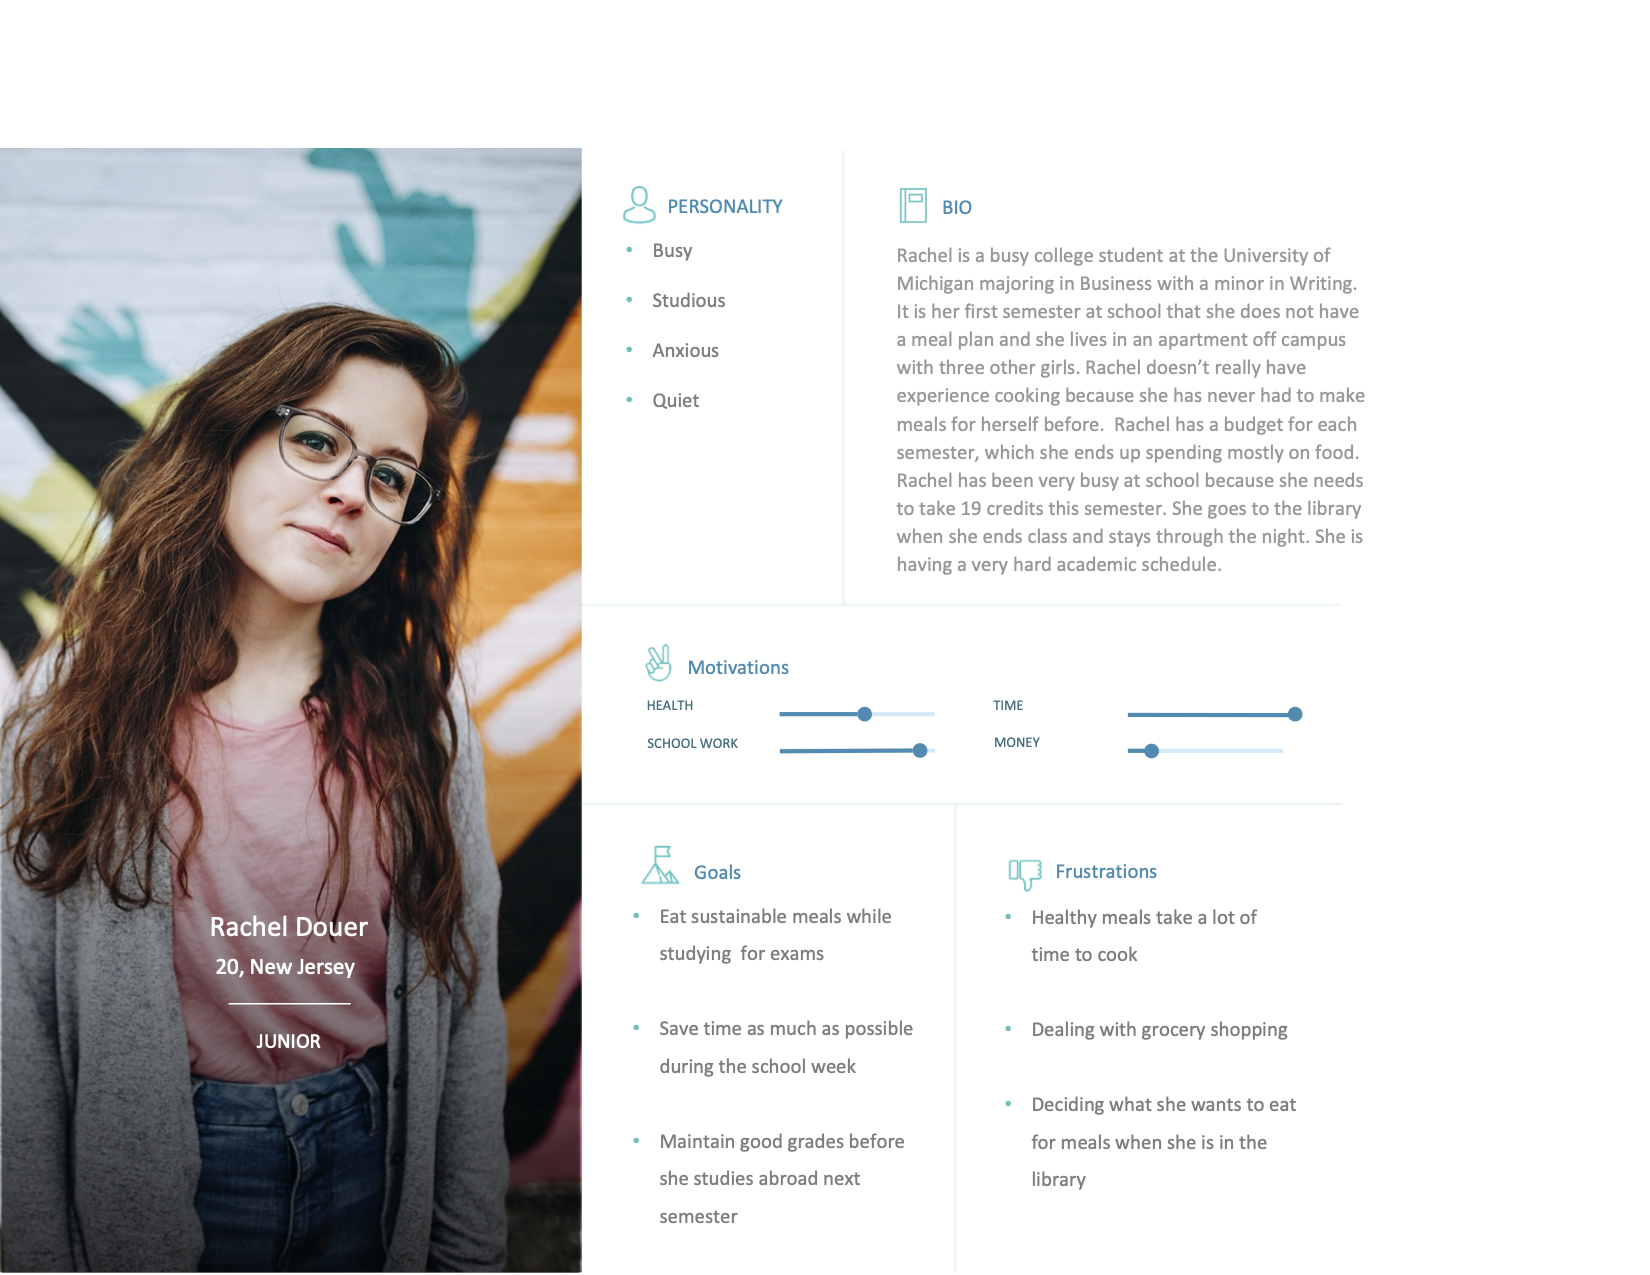 PERSONALITY
Busy
Studious
Anxious
Quiet
BIO
Rachel is a busy college student at the University of
Michigan majoring in Business with a minor in Writing.
It is her first semester at school that she does not have
a meal plan and she lives in an apartment off campus
with three other girls. Rachel doesn’t really have
experience cooking because she has never had to make
meals for herself before.  Rachel has a budget for each
semester, which she ends up spending mostly on food.
Rachel has been very busy at school because she needs
to take 19 credits this semester. She goes to the library
when she ends class and stays through the night. She is
having a very hard academic schedule.
Motivations
HEALTH
TIME
SCHOOL WORK
MONEY
Rachel Douer
20, New Jersey
JUNIOR
Goals
Eat sustainable meals while
studying  for exams
Save time as much as possible
during the school week
Maintain good grades before
she studies abroad next
semester
Frustrations
Healthy meals take a lot of
time to cook
Dealing with grocery shopping
Deciding what she wants to eat
for meals when she is in the
library